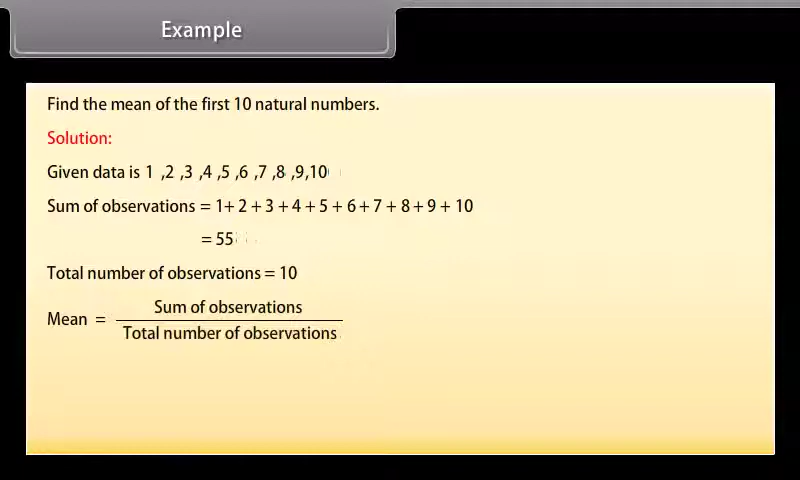 Example
Find the mean of the first 10 natural numbers.
Solution:
Given data is 1 ,2 ,3 ,4 ,5 ,6 ,7 ,8 ,9,10
Sum of observations = 1+ 2 + 3 + 4 + 5 + 6 + 7 + 8 + 9 + 10
= 55
Total number of observations = 10
Mean = Sum of observations
Total number of observations